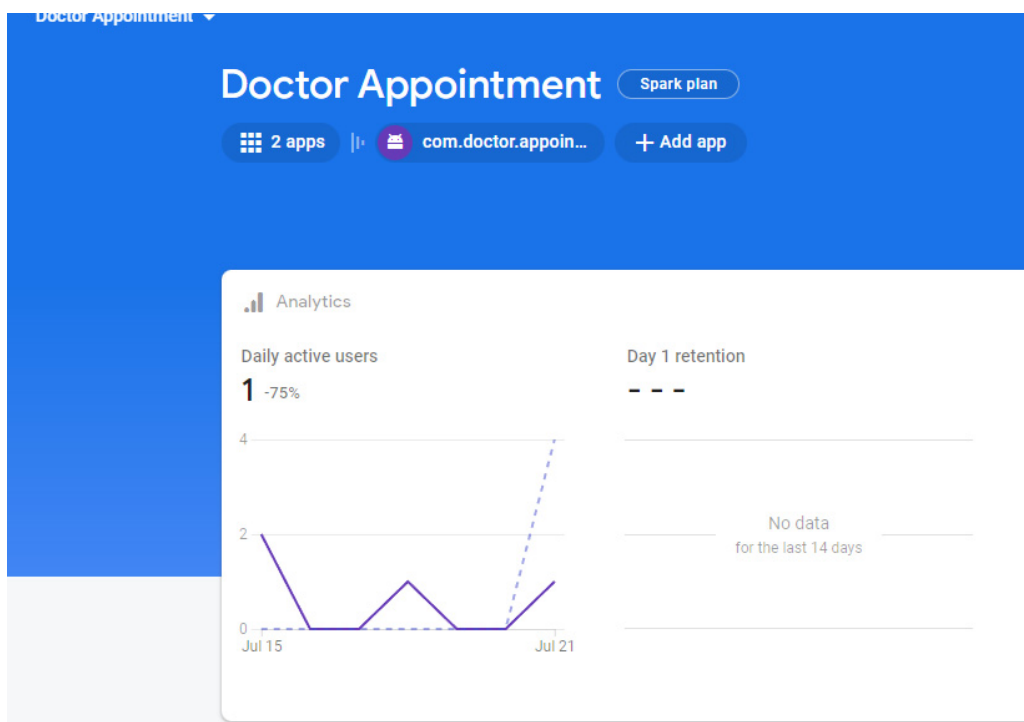 Doctor Appointment
Doctor Appointment Spark plan
2 apps com.doctor.appoin... + Add app
Analytics
Daily active users
1 -75%
4
2
0
Jul 15 Jul 21
Day 1 retention
- - -
No data
for the last 14 days